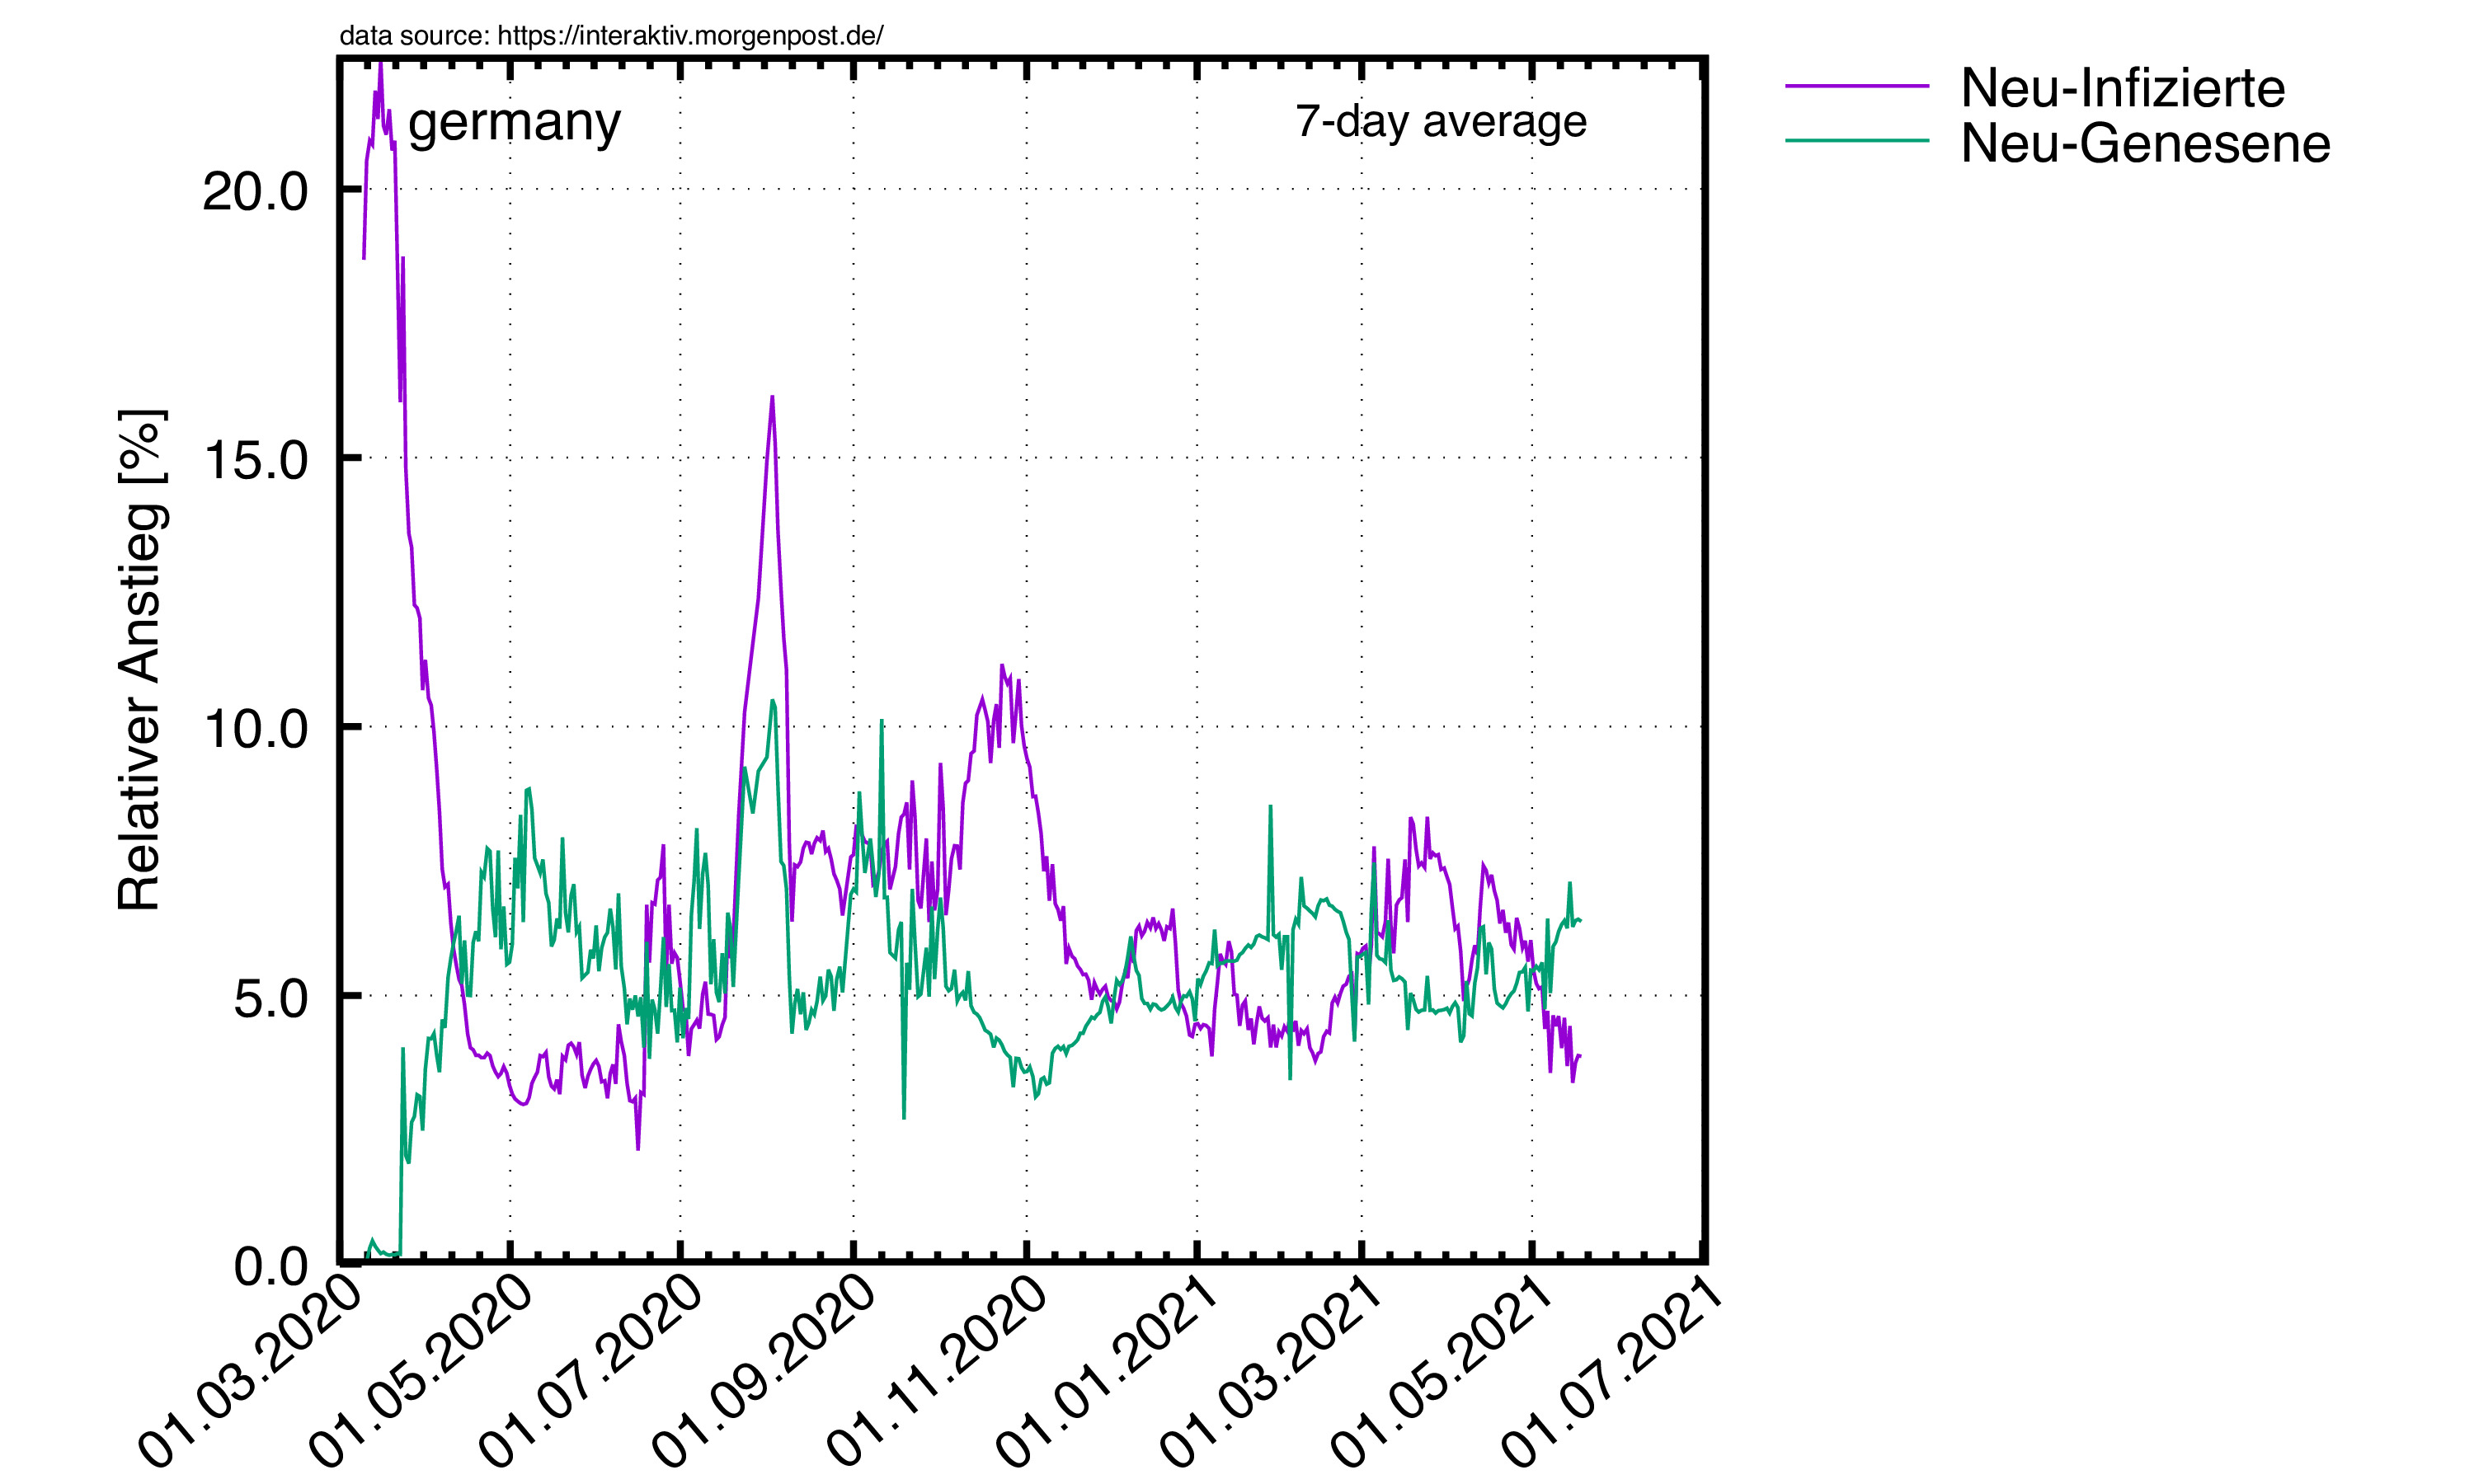 data source: https://interaktiv.morgenpost.de/
germany
7-day average
Neu-Infizierte
Neu-Genesene
Relativer Anstieg [%]
20.0
15.0
10.0
5.0
0.0
01.03.2020
01.05.2020
01.07.2020
01.09.2020
01.11.2020
01.01.2021
01.03.2021
01.05.2021
01.07.2021